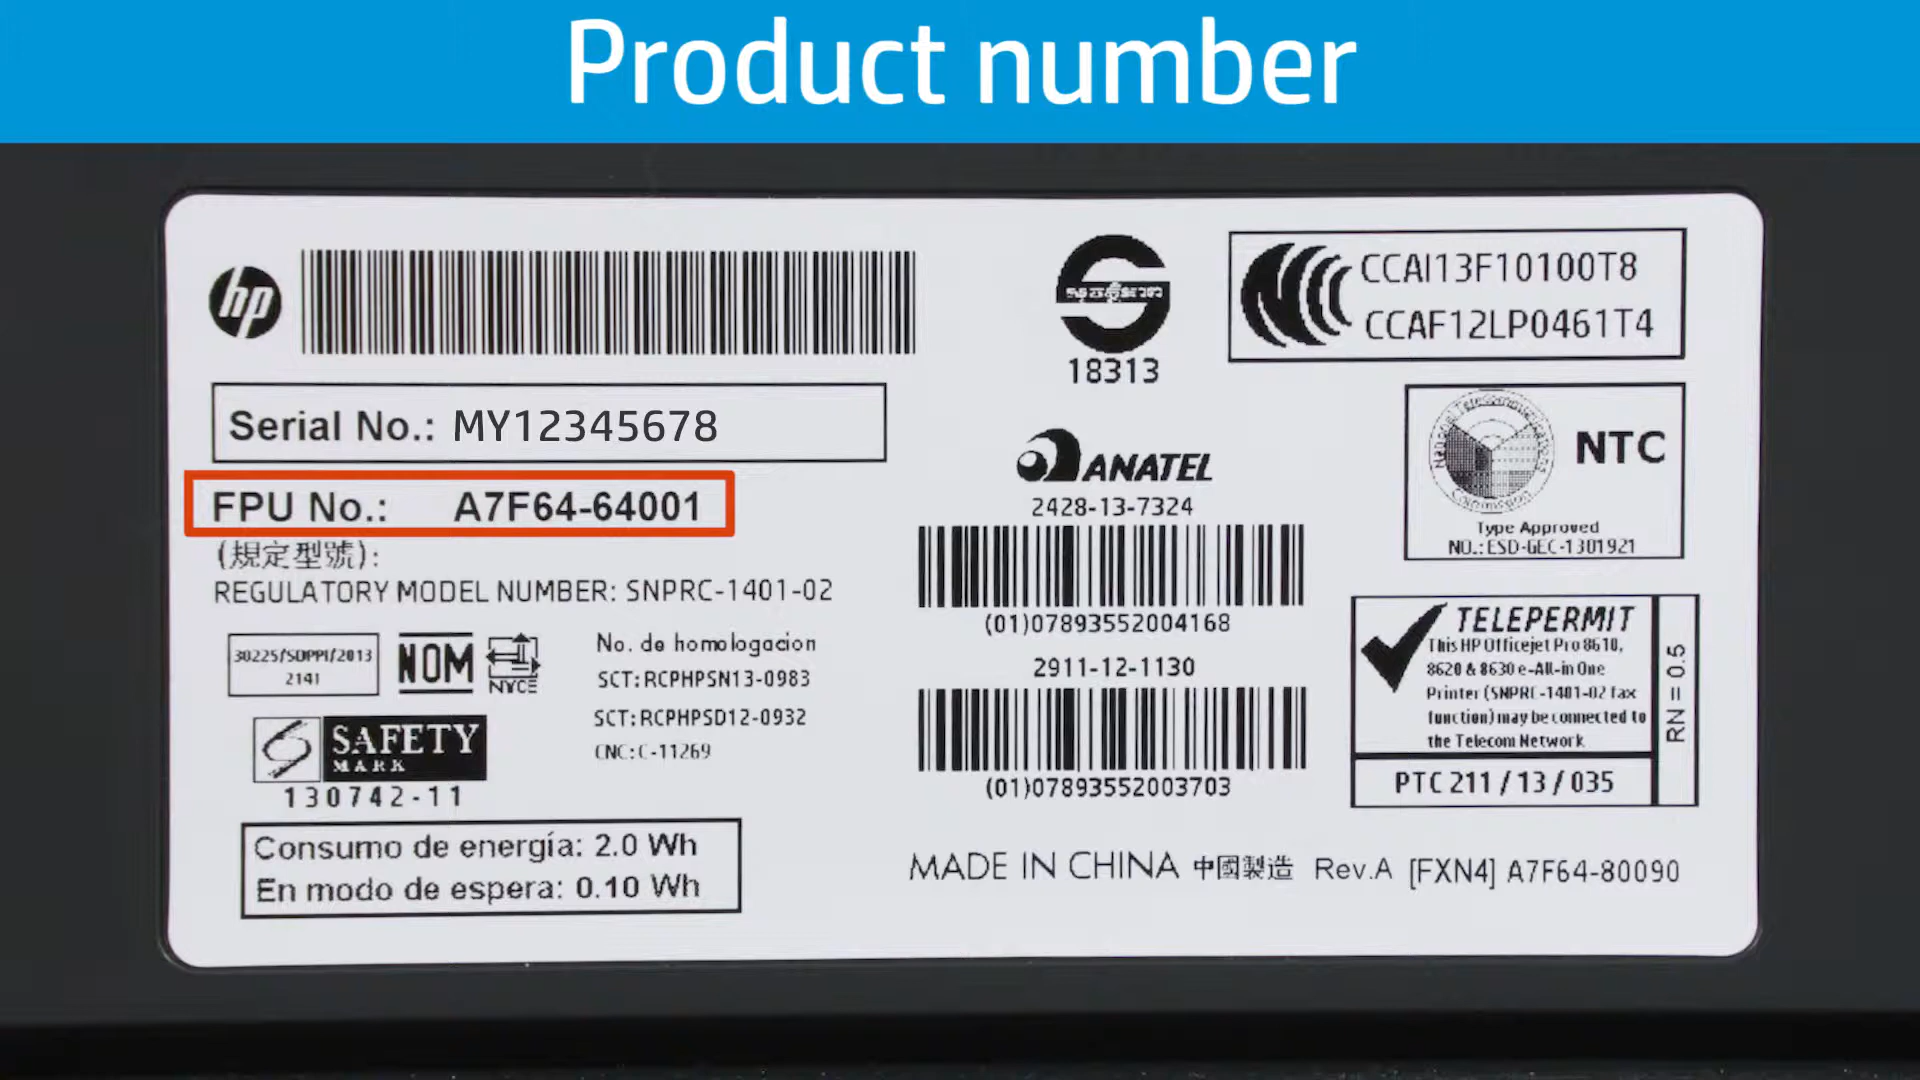 Product number
hp
Serial No.: MY12345678
FPU No.: A7F64-64001
(規定型號):
REGULATORY MODEL NUMBER: SNPRC-1401-02
30225/SDPPI/2013
2141
NOM
NYCE
SAFETY
MARK
130742-11
No. de homologacion
SCT:RCPHPSN13-0983
SCT:RCPHPSD12-0932
CNC:C-11269
Consumo de energía: 2.0 Wh
En modo de espera: 0.10 Wh
18313
ANATEL
2428-13-7324
(01)07893552004168
2911-12-1130
(01)07893552003703
CCAI13F10100T8
CCAF12LP0461T4
National Telecommunications
Commission
NTC
Type Approved
NO.:ESD-GEC-1301921
TELEPERMIT
This HP Officejet Pro 8610,
8620 & 8630 e-All-in One
Printer (SNPRC-1401-02 fax
function) may be connected to
the Telecom Network
RN = 0.5
PTC 211 / 13 / 035
MADE IN CHINA 中國製造 Rev.A [FXN4] A7F64-80090